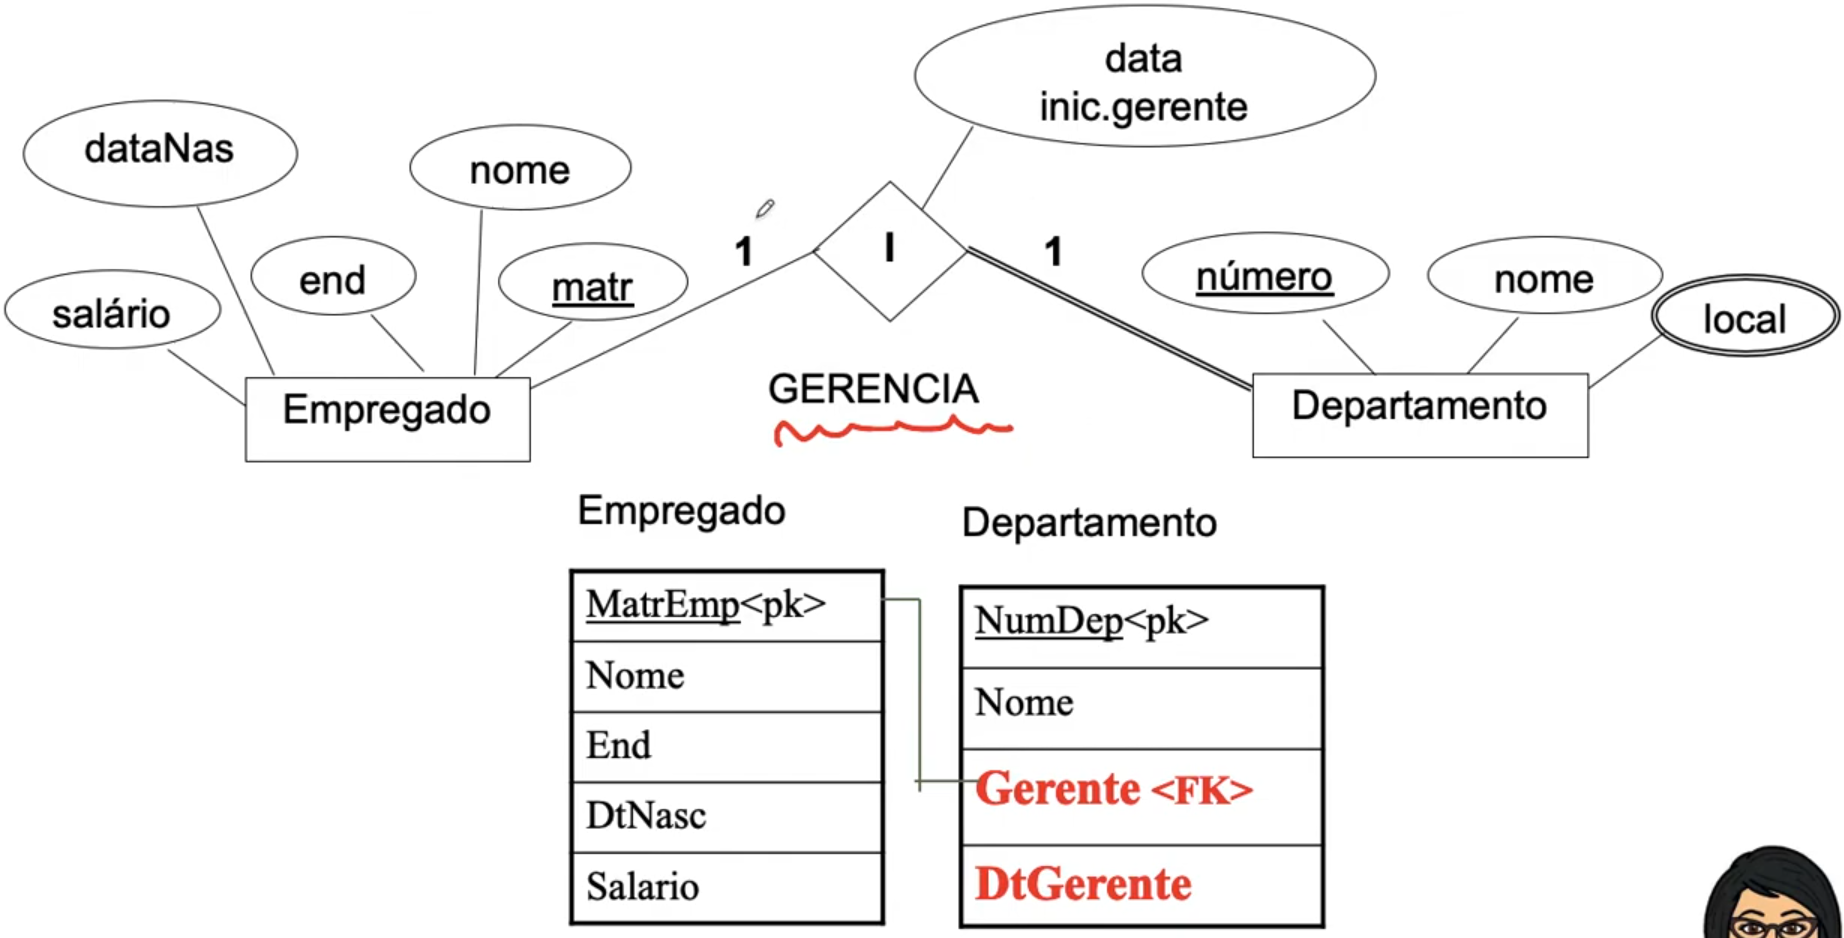 data
inic.gerente
dataNas
nome
salário
end
matr
1
I
1
número
nome
local
Empregado
GERENCIA
Departamento
Empregado
MatrEmp<pk>
Nome
End
DtNasc
Salario
Departamento
NumDep<pk>
Nome
Gerente <FK>
DtGerente